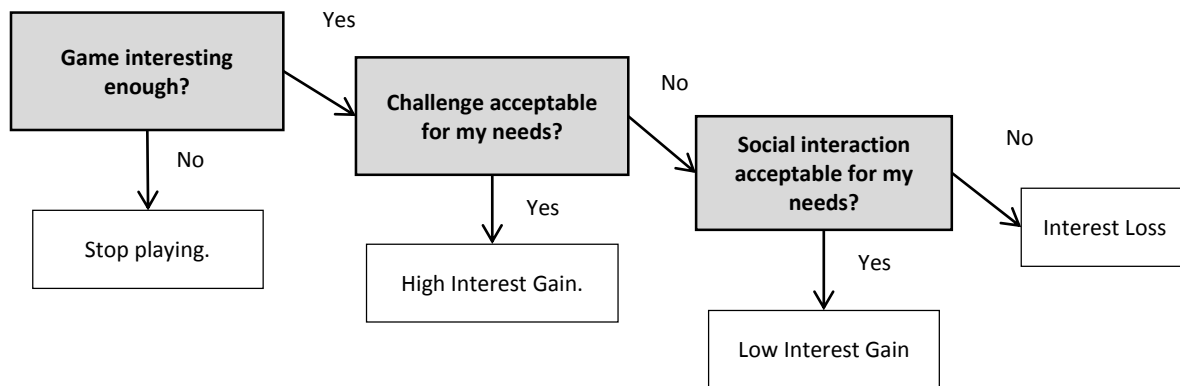 Yes
Game interesting
enough?
No
Challenge acceptable
for my needs?
No
Yes
Social interaction
acceptable for my
needs?
No
Yes
Stop playing.
High Interest Gain.
Low Interest Gain
Interest Loss